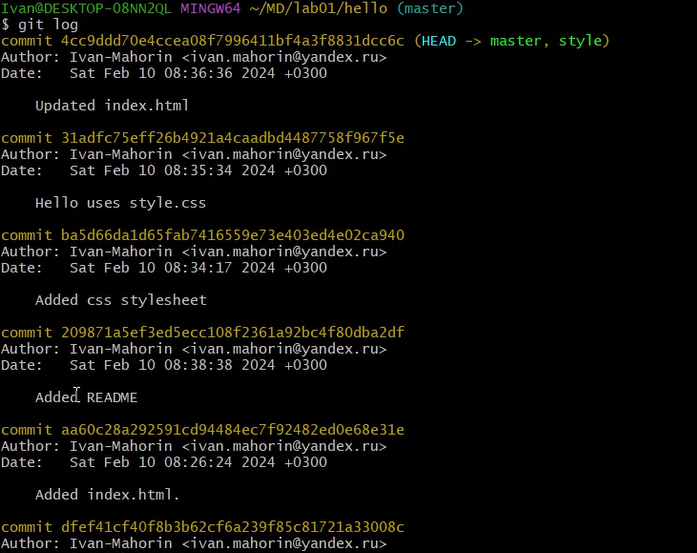 Ivan@DESKTOP-08NN2QL MINGW64 ~/MD/lab01/hello (master)
$ git log
commit 4cc9ddd70e4ccea08f7996411bf4a3f8831dcc6c (HEAD -> master, style)
Author: Ivan-Mahorin <ivan.mahorin@yandex.ru>
Date:   Sat Feb 10 08:36:36 2024 +0300
Updated index.html
commit 31adfc75eff26b4921a4caadbd4487758f967f5e
Author: Ivan-Mahorin <ivan.mahorin@yandex.ru>
Date:   Sat Feb 10 08:35:34 2024 +0300
Hello uses style.css
commit ba5d66da1d65fab7416559e73e403ed4e02ca940
Author: Ivan-Mahorin <ivan.mahorin@yandex.ru>
Date:   Sat Feb 10 08:34:17 2024 +0300
Added css stylesheet
commit 209871a5ef3ed5ecc108f2361a92bc4f80dba2df
Author: Ivan-Mahorin <ivan.mahorin@yandex.ru>
Date:   Sat Feb 10 08:38:38 2024 +0300
Added README
commit aa60c28a292591cd94484ec7f92482ed0e68e31e
Author: Ivan-Mahorin <ivan.mahorin@yandex.ru>
Date:   Sat Feb 10 08:26:24 2024 +0300
Added index.html.
commit dfef41cf40f8b3b62cf6a239f85c81721a33008c
Author: Ivan-Mahorin <ivan.mahorin@yandex.ru>